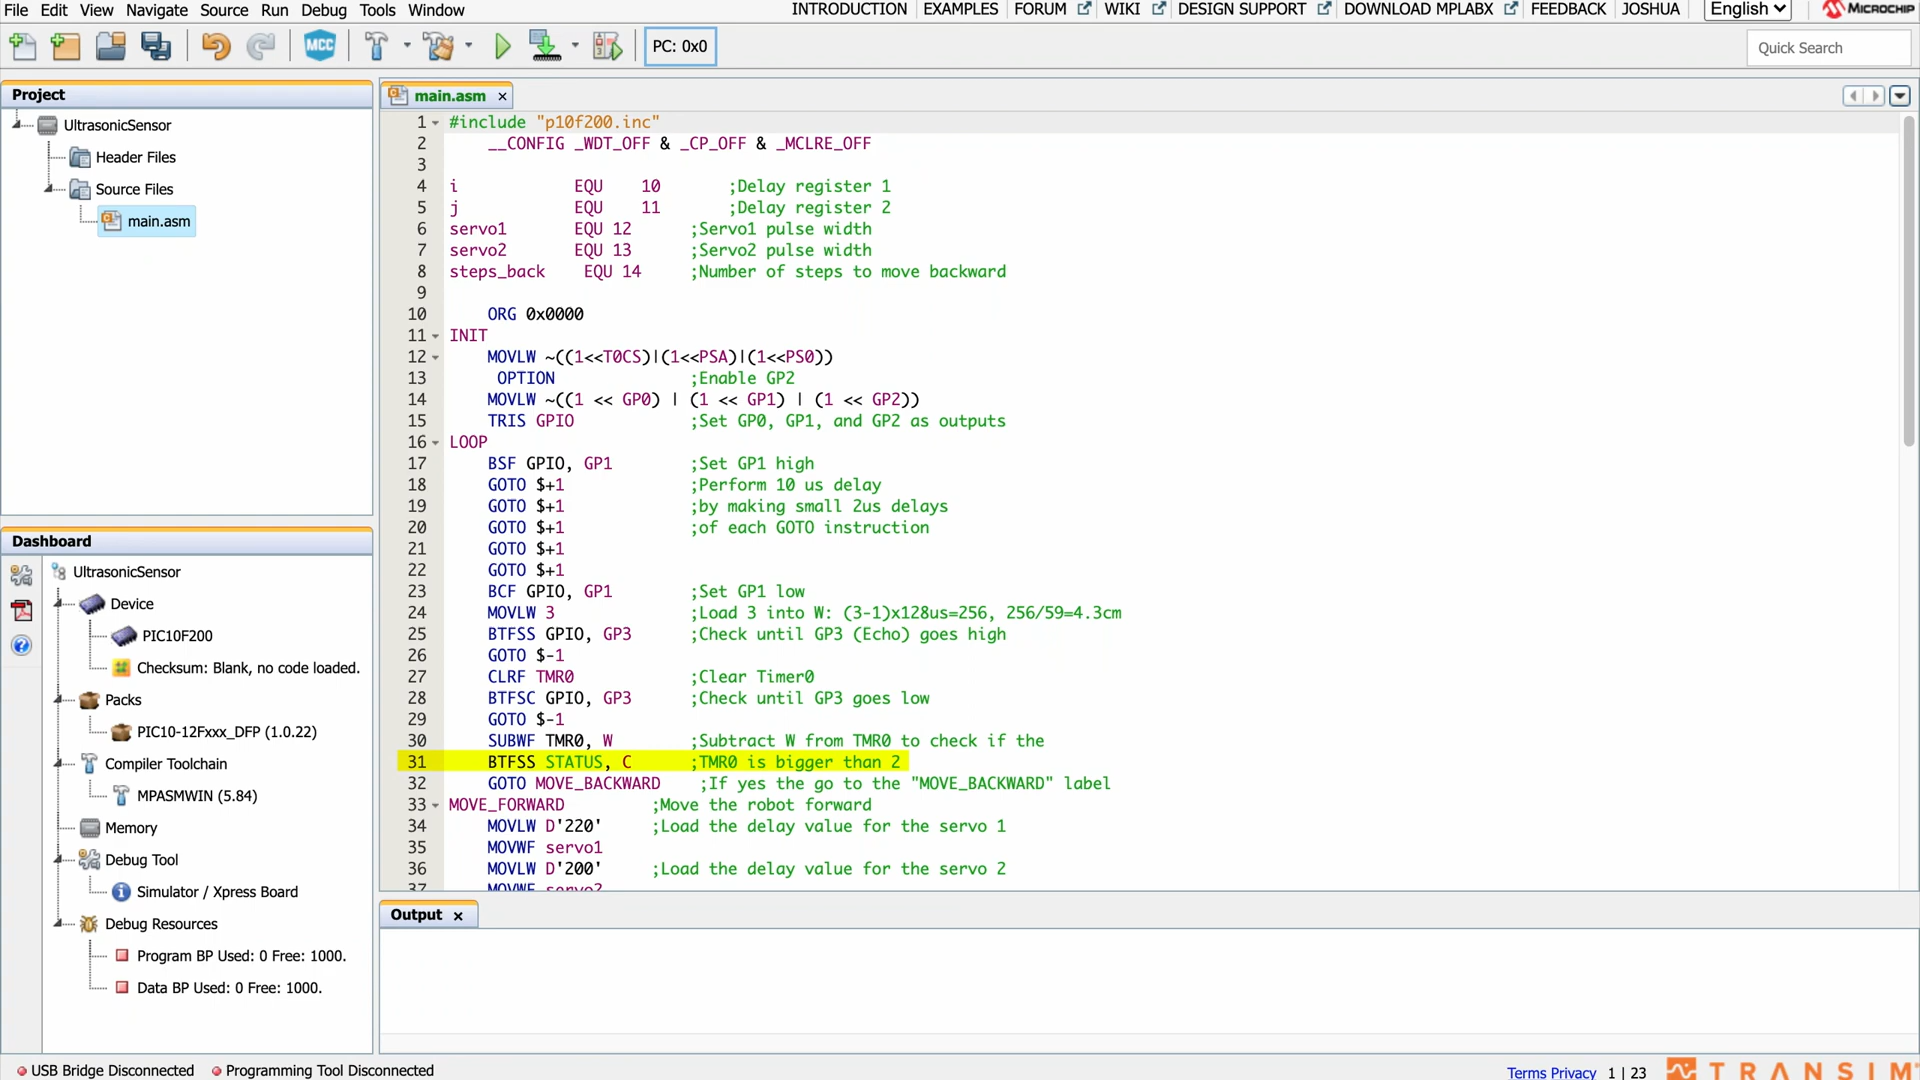 File Edit View Navigate Source Run Debug Tools Window
INTRODUCTION EXAMPLES FORUM WIKI DESIGN SUPPORT DOWNLOAD MPLABX FEEDBACK JOSHUA English MICROCHIP
MCC PC: 0x0 Quick Search
Project
UltrasonicSensor
Header Files
Source Files
main.asm
Dashboard
UltrasonicSensor
Device
PIC10F200
Checksum: Blank, no code loaded.
Packs
PIC10-12Fxxx_DFP (1.0.22)
Compiler Toolchain
MPASMWIN (5.84)
Memory
Debug Tool
Simulator / Xpress Board
Debug Resources
Program BP Used: 0 Free: 1000.
Data BP Used: 0 Free: 1000.
main.asm ×
1 #include "p10f200.inc"
2 __CONFIG _WDT_OFF & _CP_OFF & _MCLRE_OFF
3
4 i EQU 10 ;Delay register 1
5 j EQU 11 ;Delay register 2
6 servo1 EQU 12 ;Servo1 pulse width
7 servo2 EQU 13 ;Servo2 pulse width
8 steps_back EQU 14 ;Number of steps to move backward
9
10 ORG 0x0000
11 INIT
12 MOVLW ~((1<<T0CS)|(1<<PSA)|(1<<PS0))
13 OPTION ;Enable GP2
14 MOVLW ~((1 << GP0) | (1 << GP1) | (1 << GP2))
15 TRIS GPIO ;Set GP0, GP1, and GP2 as outputs
16 LOOP
17 BSF GPIO, GP1 ;Set GP1 high
18 GOTO $+1 ;Perform 10 us delay
19 GOTO $+1 ;by making small 2us delays
20 GOTO $+1 ;of each GOTO instruction
21 GOTO $+1
22 GOTO $+1
23 BCF GPIO, GP1 ;Set GP1 low
24 MOVLW 3 ;Load 3 into W: (3-1)x128us=256, 256/59=4.3cm
25 BTFSS GPIO, GP3 ;Check until GP3 (Echo) goes high
26 GOTO $-1
27 CLRF TMR0 ;Clear Timer0
28 BTFSC GPIO, GP3 ;Check until GP3 goes low
29 GOTO $-1
30 SUBWF TMR0, W ;Subtract W from TMR0 to check if the
31 BTFSS STATUS, C ;TMR0 is bigger than 2
32 GOTO MOVE_BACKWARD ;If yes the go to the "MOVE_BACKWARD" label
33 MOVE_FORWARD ;Move the robot forward
34 MOVLW D'220' ;Load the delay value for the servo 1
35 MOVWF servo1
36 MOVLW D'200' ;Load the delay value for the servo 2
37 MOVWF servo2
Output ×
USB Bridge Disconnected Programming Tool Disconnected
Terms Privacy 1 | 23 TRANSIM